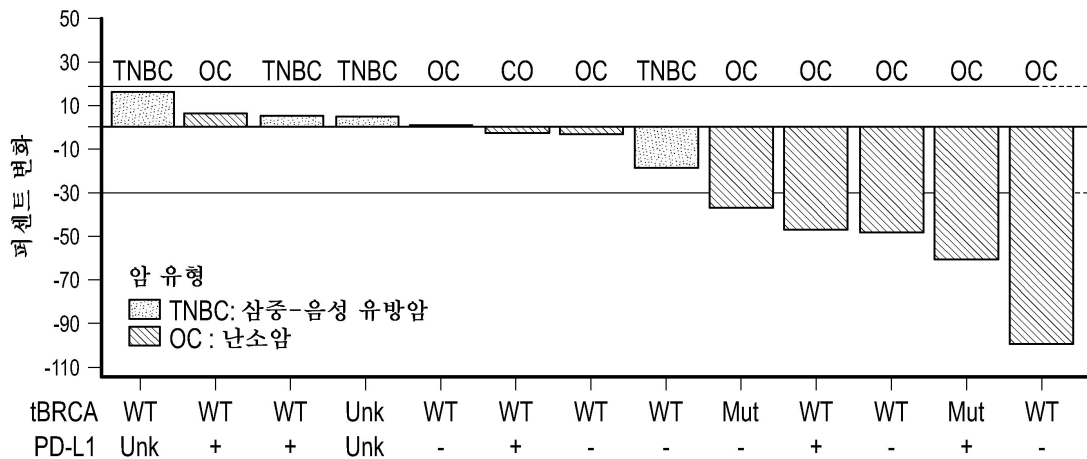 50
30
10
-10
-30
-50
-70
-90
-110
퍼센트 변화
TNBC OC TNBC TNBC OC CO OC TNBC OC OC OC OC OC
암 유형
TNBC: 삼중-음성 유방암
OC : 난소암
tBRCA WT WT WT Unk WT WT WT WT Mut WT WT Mut WT
PD-L1 Unk + + Unk - + - - - + - + -